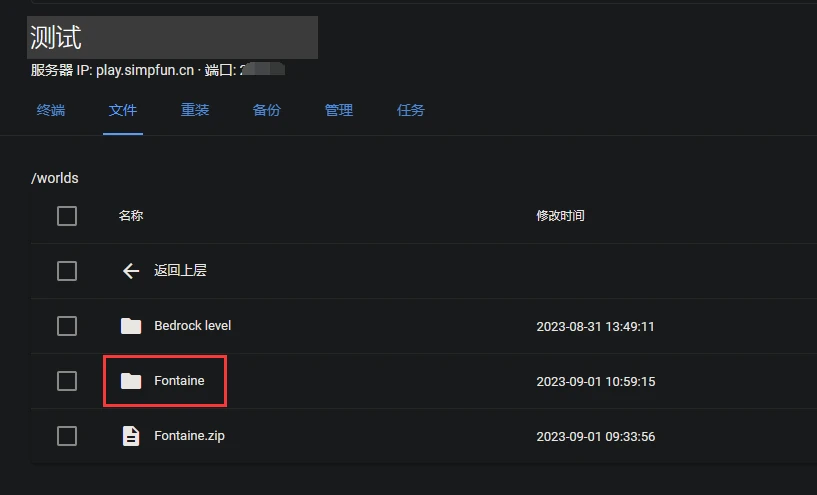 测试
服务器 IP: play.simpfun.cn · 端口: 2
终端 文件 重装 备份 管理 任务
/worlds
名称 修改时间
返回上层
Bedrock level 2023-08-31 13:49:11
Fontaine 2023-09-01 10:59:15
Fontaine.zip 2023-09-01 09:33:56